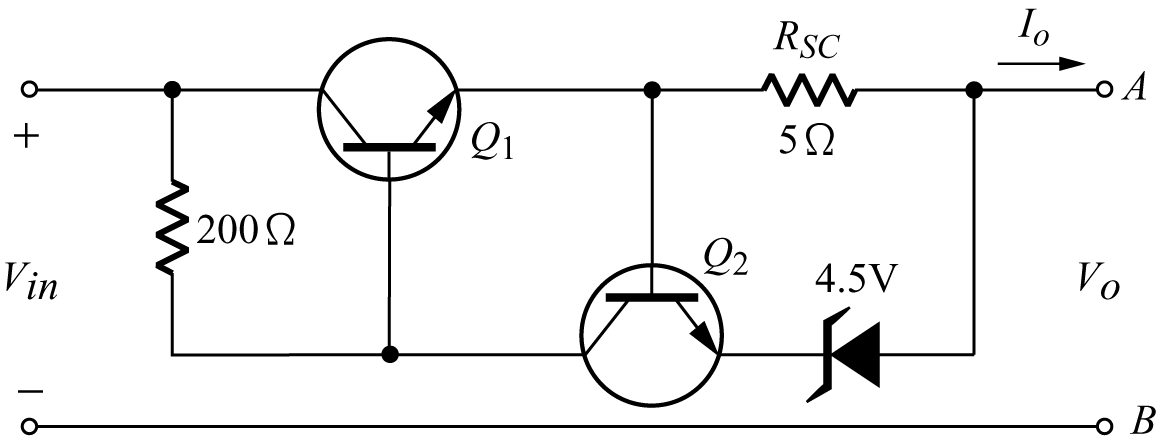 I_o
R_SC
A
+
Q_1
5 Ω
200 Ω
Q_2
V_in
4.5V
V_o
−
B